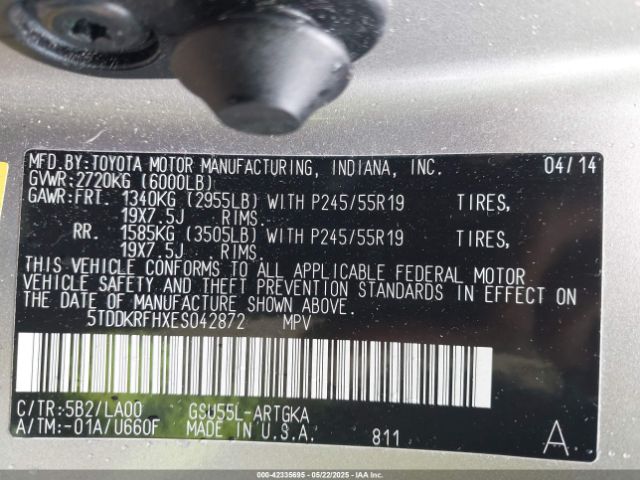 MFD.BY:TOYOTA MOTOR MANUFACTURING, INDIANA, INC. 04/14
GVWR:2720KG (6000LB)
GAWR:FRT. 1340KG (2955LB) WITH P245/55R19 TIRES,
19X7.5J RIMS.
RR. 1585KG (3505LB) WITH P245/55R19 TIRES,
19X7.5J RIMS.
THIS VEHICLE CONFORMS TO ALL APPLICABLE FEDERAL MOTOR
VEHICLE SAFETY AND THEFT PREVENTION STANDARDS IN EFFECT ON
THE DATE OF MANUFACTURE SHOWN ABOVE.
5TDDKRFHXES042872 MPV
C/TR:5B2/LA00 GSU55L-ARTGKA
A/TM:-01A/U660F MADE IN U.S.A. 811 A.
© IAA - 42335695 - 05/22/2025 - © IAA